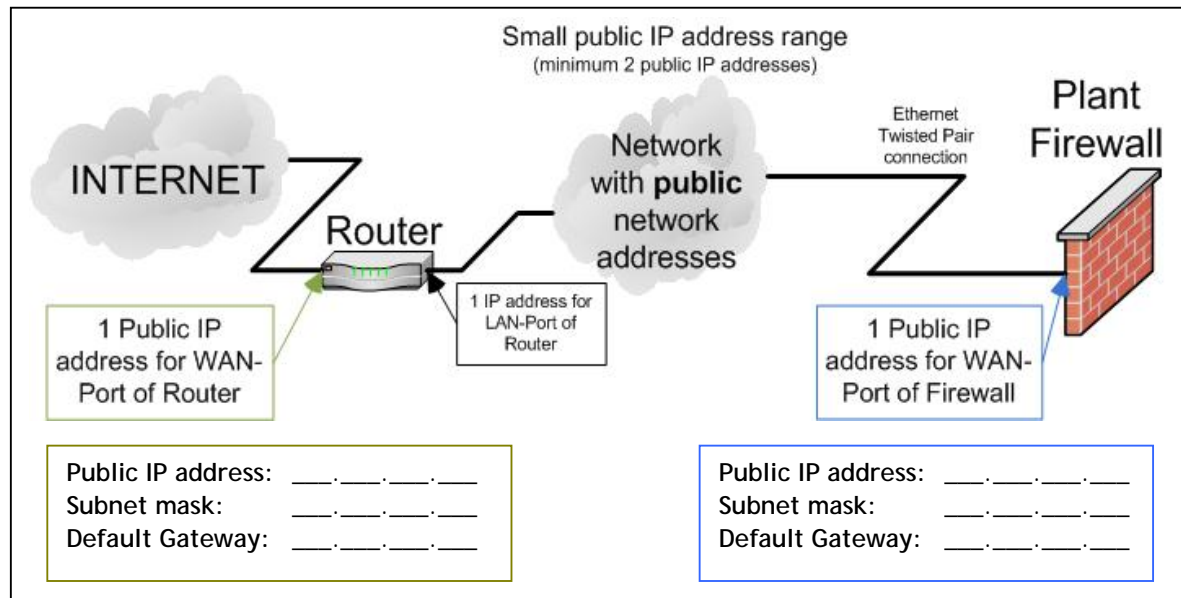 Small public IP address range
(minimum 2 public IP addresses)
INTERNET
Router
Network
with public
network
addresses
Ethernet
Twisted Pair
connection
Plant
Firewall
1 Public IP
address for WAN-
Port of Router
1 IP address for
LAN-Port of
Router
1 Public IP
address for WAN-
Port of Firewall
Public IP address: ___.___.___.___
Subnet mask: ___.___.___.___
Default Gateway: ___.___.___.___
Public IP address: ___.___.___.___
Subnet mask: ___.___.___.___
Default Gateway: ___.___.___.___